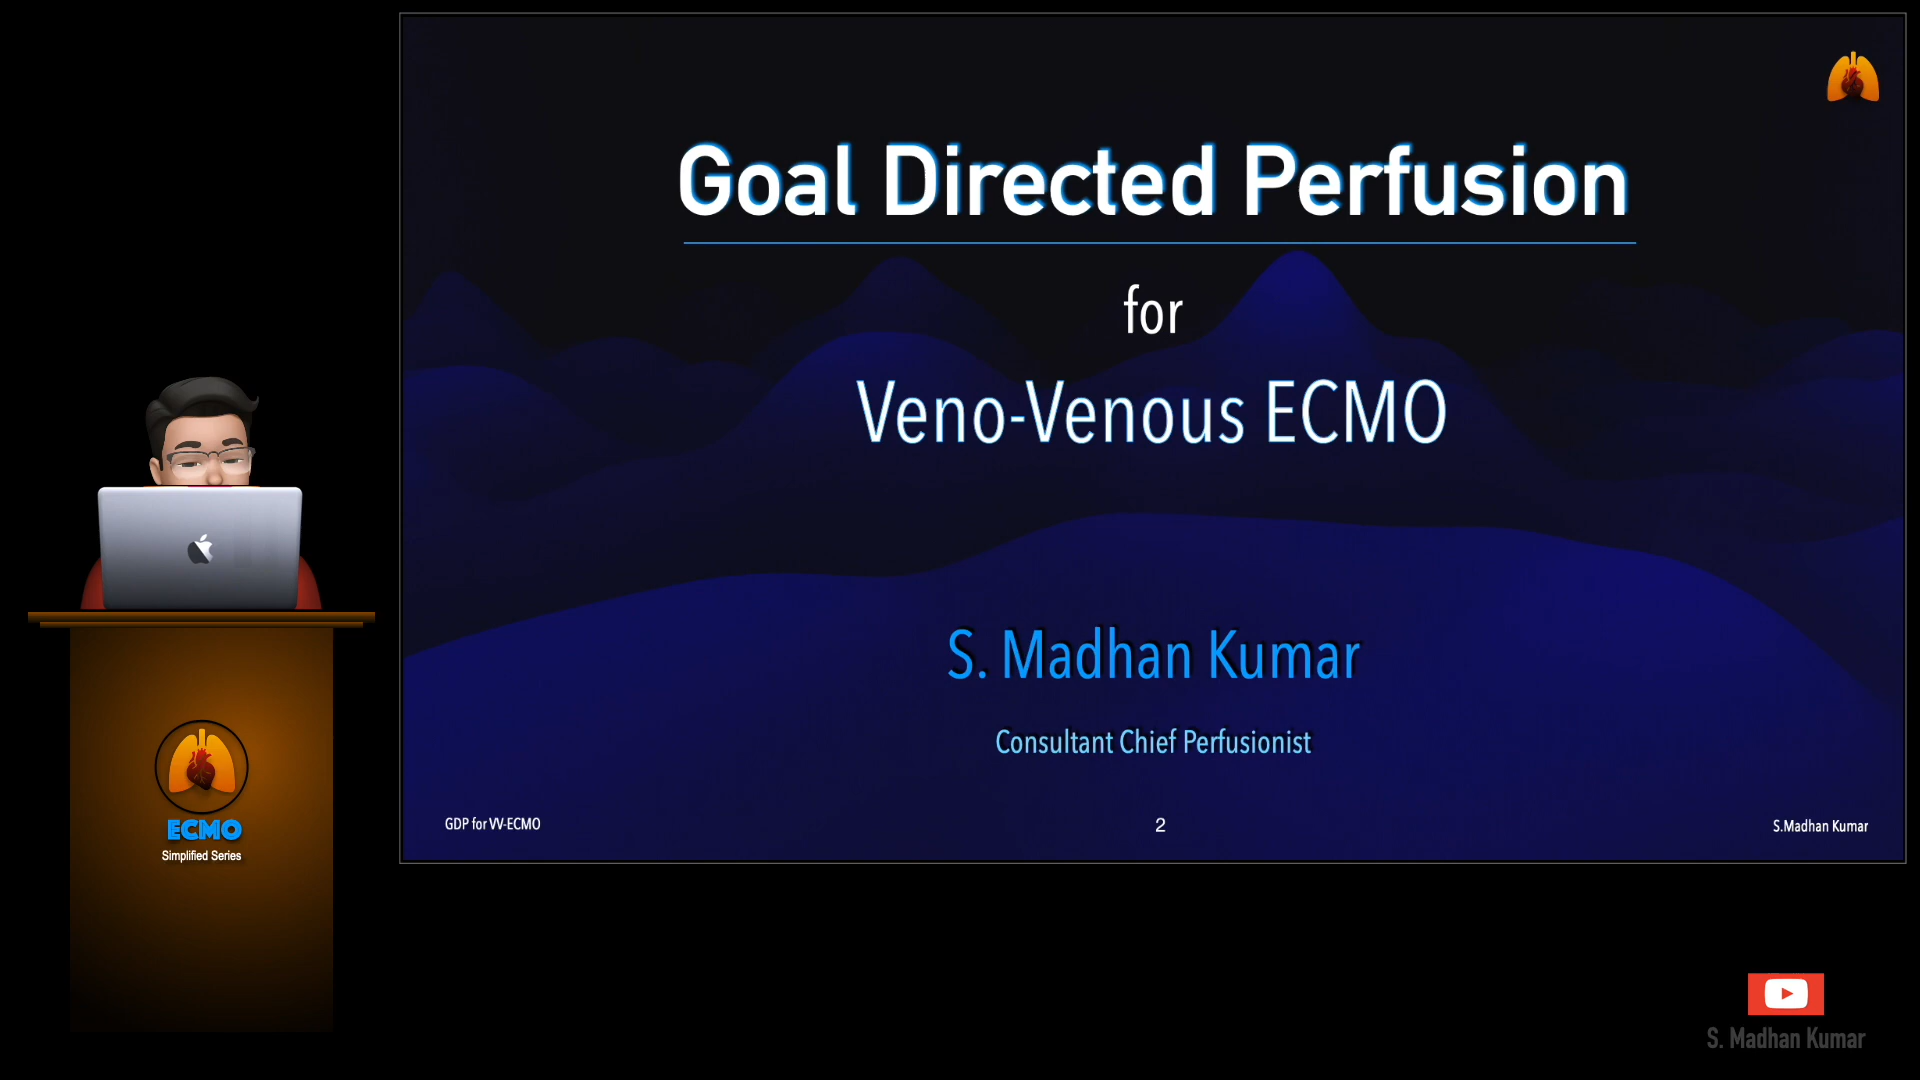 Goal Directed Perfusion
for
Veno-Venous ECMO
S. Madhan Kumar
Consultant Chief Perfusionist
GDP for VV-ECMO
2
S.Madhan Kumar
ECMO
Simplified Series
S. Madhan Kumar